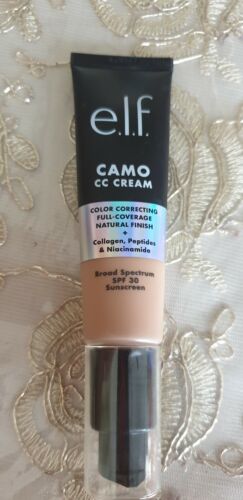 e.l.f.
CAMO
CC CREAM
COLOR CORRECTING
FULL-COVERAGE
NATURAL FINISH
+
Collagen, Peptides
& Niacinamide
Broad Spectrum
SPF 30
Sunscreen